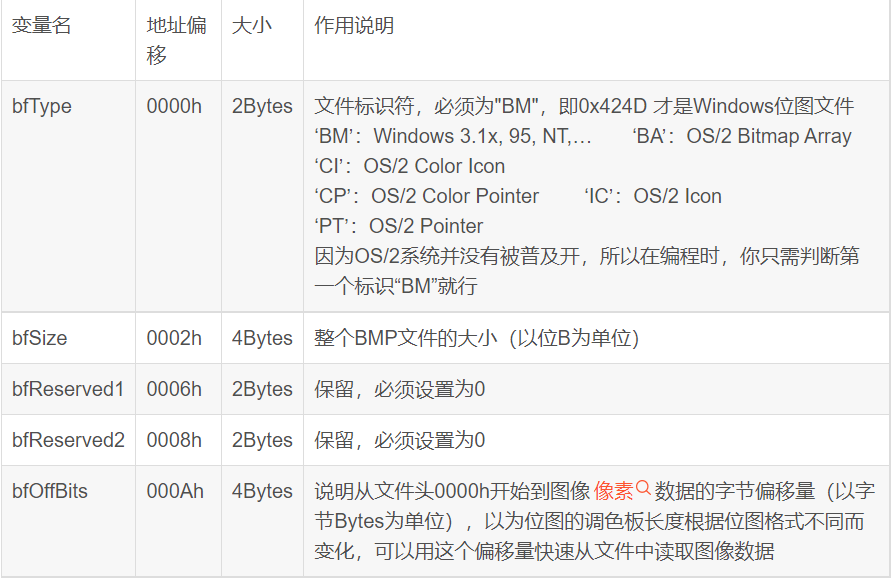 变量名 地址偏 大小 作用说明
移
bfType 0000h 2Bytes 文件标识符，必须为"BM"，即0x424D 才是Windows位图文件
‘BM’：Windows 3.1x, 95, NT,… ‘BA’：OS/2 Bitmap Array
‘CI’：OS/2 Color Icon
‘CP’：OS/2 Color Pointer ‘IC’：OS/2 Icon
‘PT’：OS/2 Pointer
因为OS/2系统并没有被普及开，所以在编程时，你只需判断第
一个标识“BM”就行
bfSize 0002h 4Bytes 整个BMP文件的大小（以位B为单位）
bfReserved1 0006h 2Bytes 保留，必须设置为0
bfReserved2 0008h 2Bytes 保留，必须设置为0
bfOffBits 000Ah 4Bytes 说明从文件头0000h开始到图像像素数据的字节偏移量（以字
节Bytes为单位），以为位图的调色板长度根据位图格式不同而
变化，可以用这个偏移量快速从文件中读取图像数据